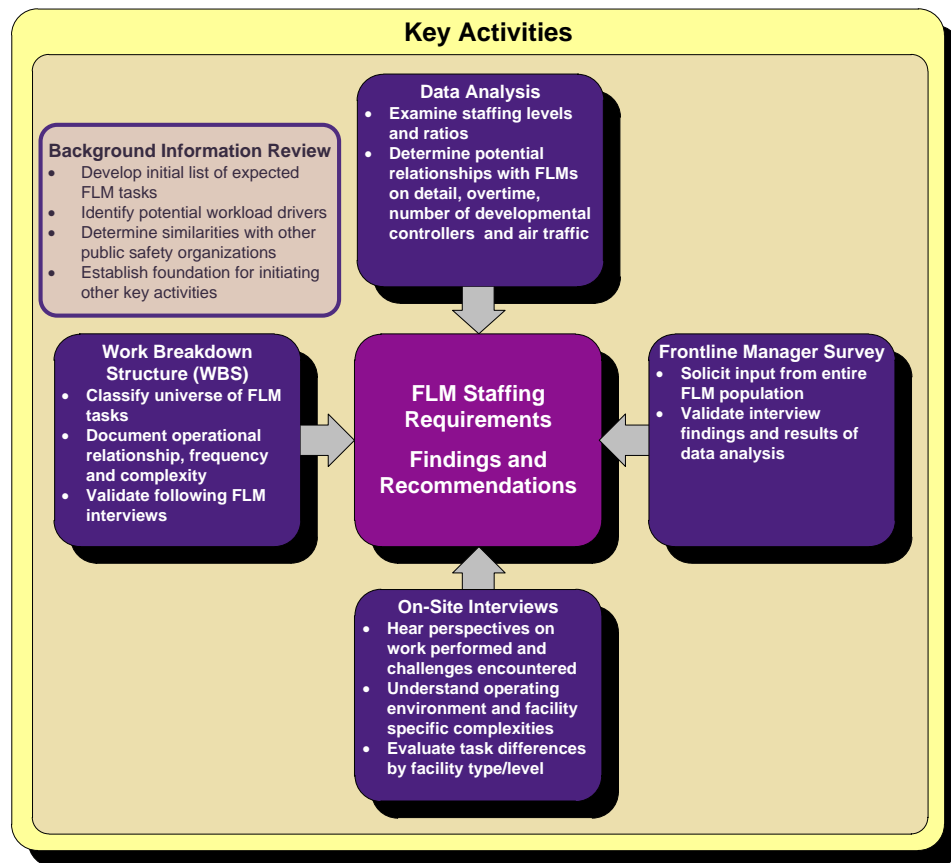 Key Activities
Data Analysis
• Examine staffing levels
and ratios
• Determine potential
relationships with FLMs
on detail, overtime,
number of developmental
controllers and air traffic
Background Information Review
• Develop initial list of expected
FLM tasks
• Identify potential workload drivers
• Determine similarities with other
public safety organizations
• Establish foundation for initiating
other key activities
Work Breakdown
Structure (WBS)
• Classify universe of FLM
tasks
• Document operational
relationship, frequency
and complexity
• Validate following FLM
interviews
FLM Staffing
Requirements
Findings and
Recommendations
Frontline Manager Survey
• Solicit input from entire
FLM population
• Validate interview
findings and results of
data analysis
On-Site Interviews
• Hear perspectives on
work performed and
challenges encountered
• Understand operating
environment and facility
specific complexities
• Evaluate task differences
by facility type/level